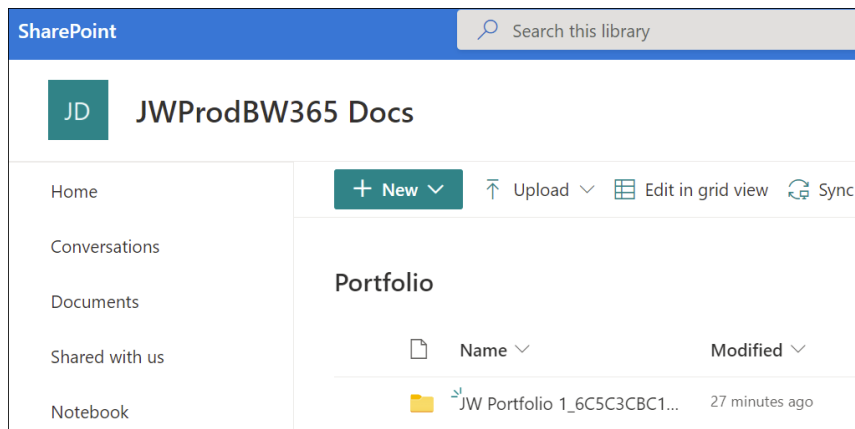 SharePoint
Search this library
JD
JWProdBW365 Docs
Home
Conversations
Documents
Shared with us
Notebook
New
Upload
Edit in grid view
Sync
Portfolio
Name
Modified
JW Portfolio 1_6C5C3CBC1...
27 minutes ago